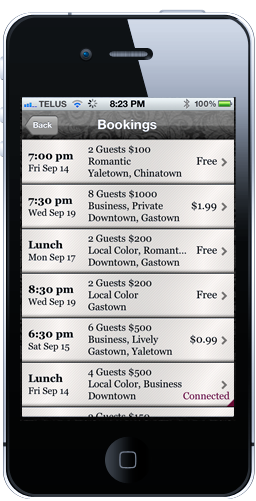 TELUS 8:23 PM 100%
Back Bookings
7:00 pm 2 Guests $100
Fri Sep 14 Romantic Free
Yaletown, Chinatown
7:30 pm 8 Guests $1000
Wed Sep 19 Business, Private $1.99
Downtown, Gastown
Lunch 2 Guests $200
Mon Sep 17 Local Color, Romant... Free
Downtown, Gastown
8:30 pm 2 Guests $200
Wed Sep 19 Local Color Free
Gastown
6:30 pm 6 Guests $500
Sat Sep 15 Business, Lively $0.99
Gastown, Yaletown
Lunch 4 Guests $500
Fri Sep 14 Local Color, Business
Downtown Connected
2 Guests $150